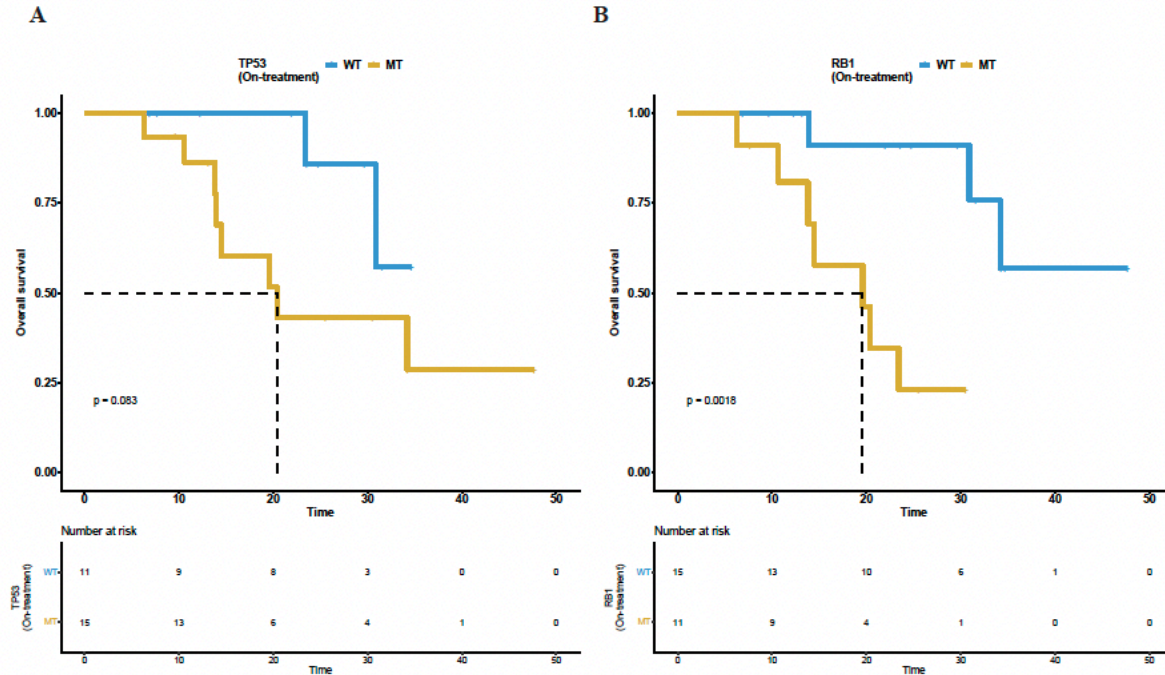 A
TP53
(On-treatment) WT MT
Overall survival
1.00
0.75
0.50
0.25
0.00
p = 0.083
0 10 20 30 40 50
Time
Number at risk
TP53
(On-treatment)
WT 11 9 8 3 0 0
MT 15 13 6 4 1 0
0 10 20 30 40 50
Time
B
RB1
(On-treatment) WT MT
Overall survival
1.00
0.75
0.50
0.25
0.00
p = 0.0018
0 10 20 30 40 50
Time
Number at risk
RB1
(On-treatment)
WT 15 13 10 6 1 0
MT 11 9 4 1 0 0
0 10 20 30 40 50
Time